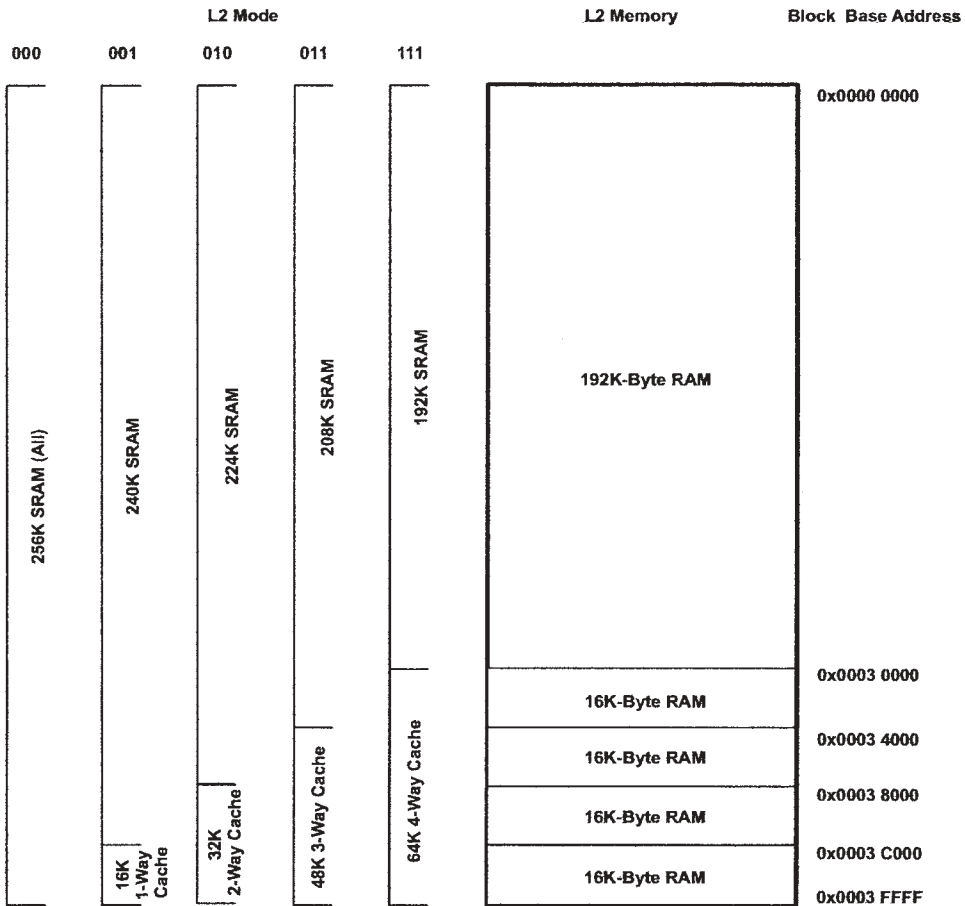 L2 Mode
L2 Memory
Block Base Address
000
001
010
011
111
0x0000 0000
256K SRAM (All)
240K SRAM
224K SRAM
208K SRAM
192K SRAM
192K-Byte RAM
16K
1-Way
Cache
32K
2-Way Cache
48K 3-Way Cache
64K 4-Way Cache
0x0003 0000
16K-Byte RAM
0x0003 4000
16K-Byte RAM
0x0003 8000
16K-Byte RAM
0x0003 C000
16K-Byte RAM
0x0003 FFFF